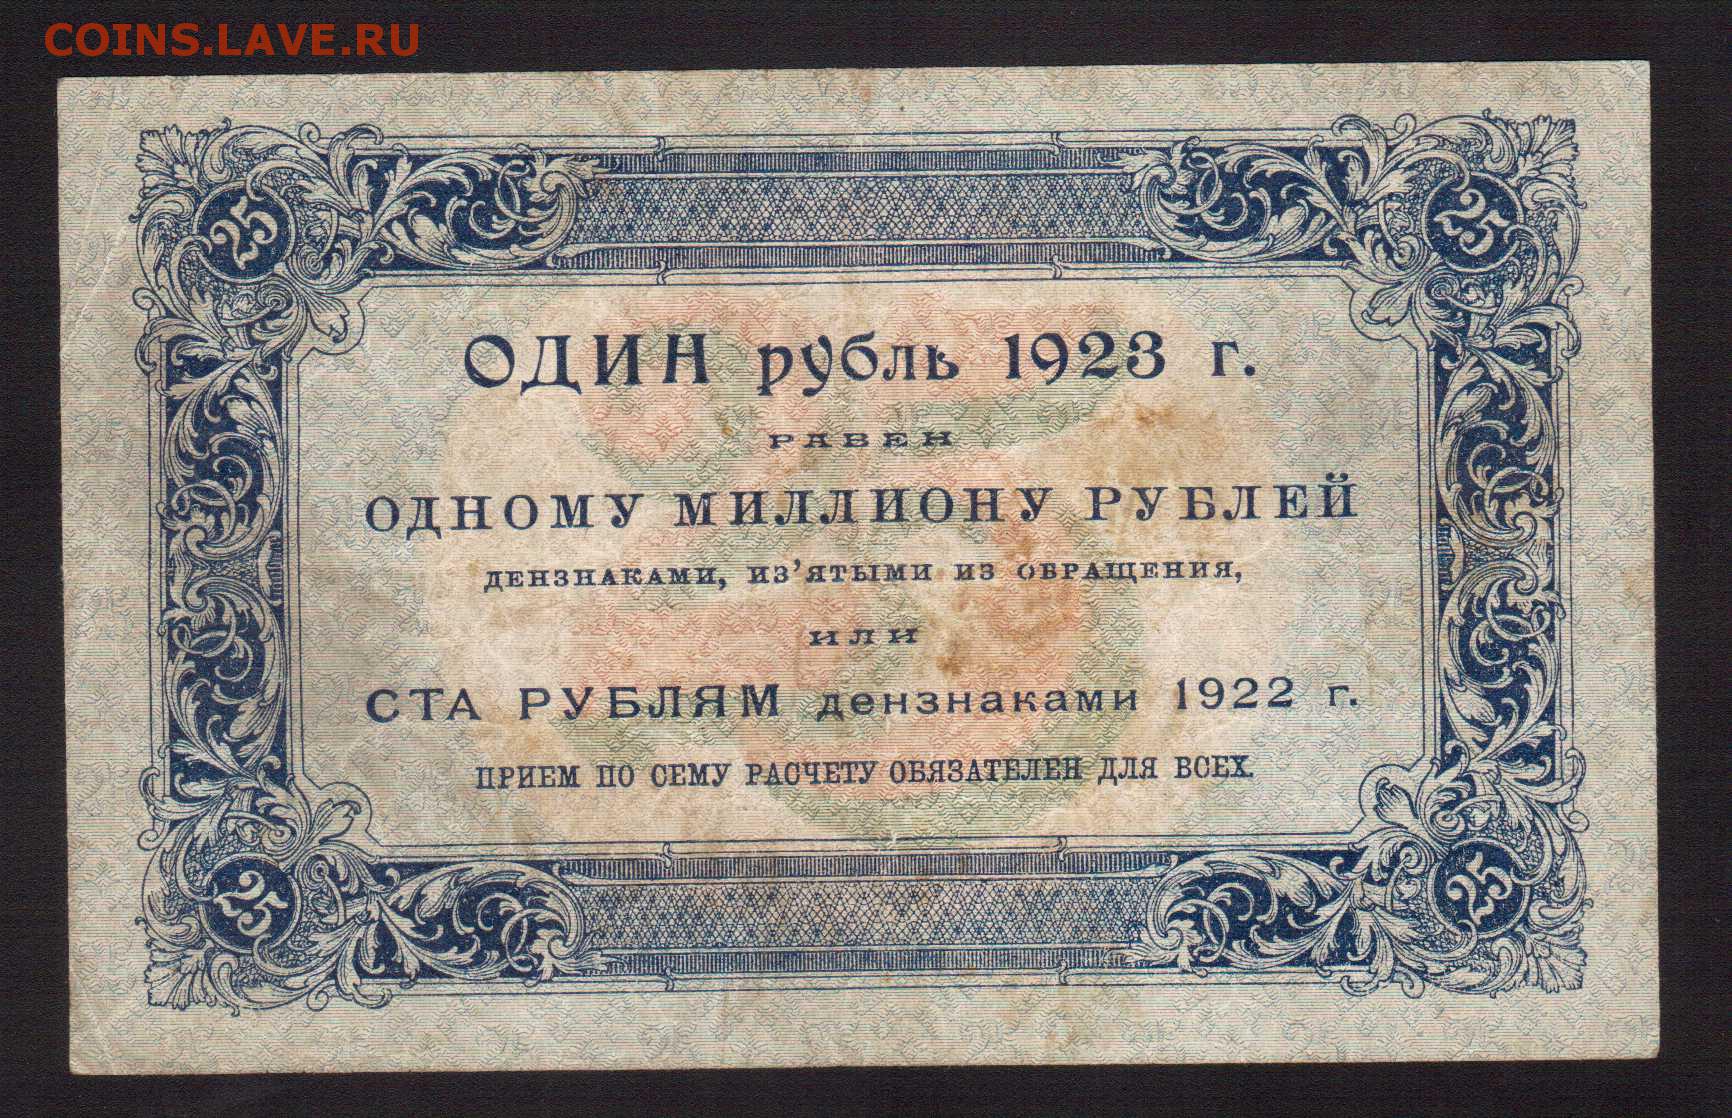 COINS.LAVE.RU
25 25
ОДИН рубль 1923 г.
РАВЕН
ОДНОМУ МИЛЛИОНУ РУБЛЕЙ
ДЕНЗНАКАМИ, ИЗ'ЯТЫМИ ИЗ ОБРАЩЕНИЯ,
ИЛИ
СТА РУБЛЯМ дензнаками 1922 г.
ПРИЕМ ПО СЕМУ РАСЧЕТУ ОБЯЗАТЕЛЕН ДЛЯ ВСЕХ.
25 25